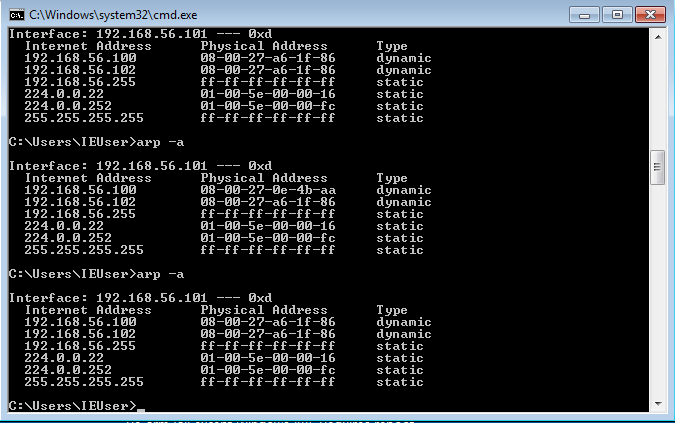 C:\Windows\system32\cmd.exe
Interface: 192.168.56.101 --- 0xd
  Internet Address      Physical Address      Type
  192.168.56.100        08-00-27-a6-1f-86     dynamic
  192.168.56.102        08-00-27-a6-1f-86     dynamic
  192.168.56.255        ff-ff-ff-ff-ff-ff     static
  224.0.0.22            01-00-5e-00-00-16     static
  224.0.0.252           01-00-5e-00-00-fc     static
  255.255.255.255       ff-ff-ff-ff-ff-ff     static
C:\Users\IEUser>arp -a
Interface: 192.168.56.101 --- 0xd
  Internet Address      Physical Address      Type
  192.168.56.100        08-00-27-0e-4b-aa     dynamic
  192.168.56.102        08-00-27-a6-1f-86     dynamic
  192.168.56.255        ff-ff-ff-ff-ff-ff     static
  224.0.0.22            01-00-5e-00-00-16     static
  224.0.0.252           01-00-5e-00-00-fc     static
  255.255.255.255       ff-ff-ff-ff-ff-ff     static
C:\Users\IEUser>arp -a
Interface: 192.168.56.101 --- 0xd
  Internet Address      Physical Address      Type
  192.168.56.100        08-00-27-a6-1f-86     dynamic
  192.168.56.102        08-00-27-a6-1f-86     dynamic
  192.168.56.255        ff-ff-ff-ff-ff-ff     static
  224.0.0.22            01-00-5e-00-00-16     static
  224.0.0.252           01-00-5e-00-00-fc     static
  255.255.255.255       ff-ff-ff-ff-ff-ff     static
C:\Users\IEUser>_